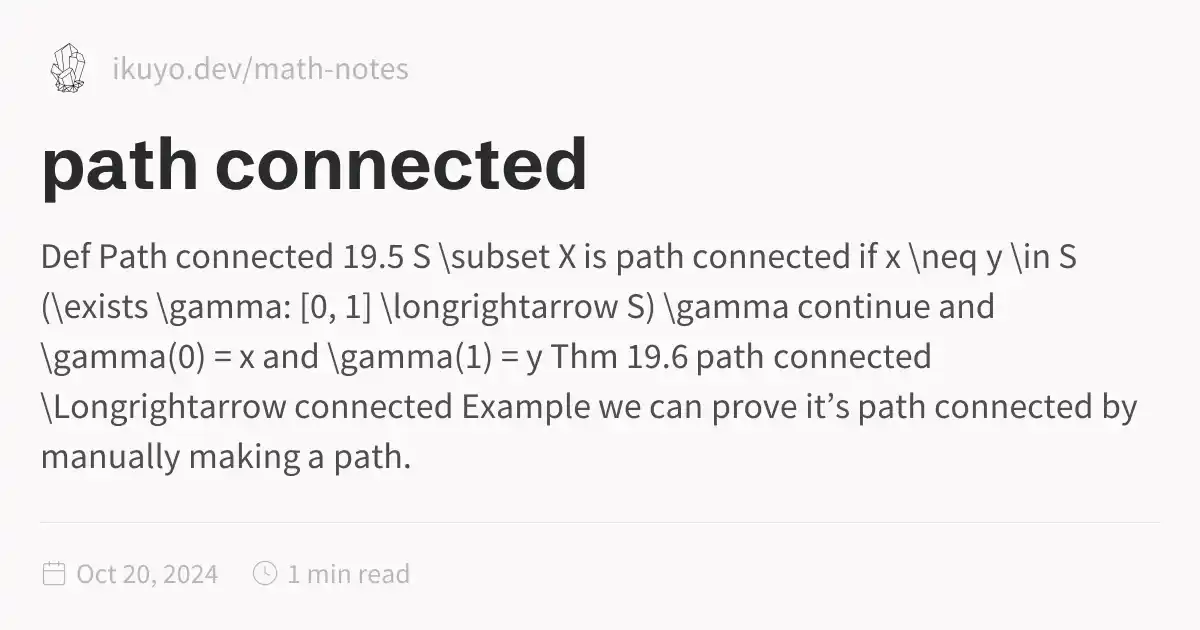 ikuyo.dev/math-notes
path connected
Def Path connected 19.5 S \subset X is path connected if x \neq y \in S
(\exists \gamma: [0, 1] \longrightarrow S) \gamma continue and
\gamma(0) = x and \gamma(1) = y Thm 19.6 path connected
\Longrightarrow connected Example we can prove it’s path connected by
manually making a path.
Oct 20, 2024 1 min read